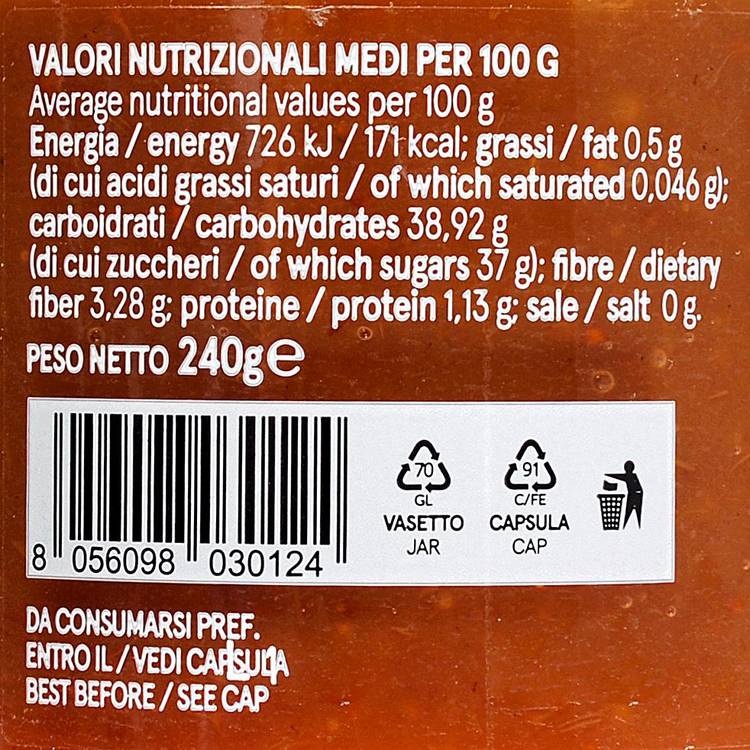 VALORI NUTRIZIONALI MEDI PER 100 G
Average nutritional values per 100 g
Energia / energy 726 kJ / 171 kcal; grassi / fat 0,5 g
(di cui acidi grassi saturi / of which saturated 0,046 g);
carboidrati / carbohydrates 38,92 g
(di cui zuccheri / of which sugars 37 g); fibre / dietary
fiber 3,28 g; proteine / protein 1,13 g; sale / salt 0 g.
PESO NETTO 240g e
8 056098 030124
70
GL
VASETTO
JAR
91
C/FE
CAPSULA
CAP
DA CONSUMARSI PREF.
ENTRO IL / VEDI CAPSULA
L 1
BEST BEFORE / SEE CAP